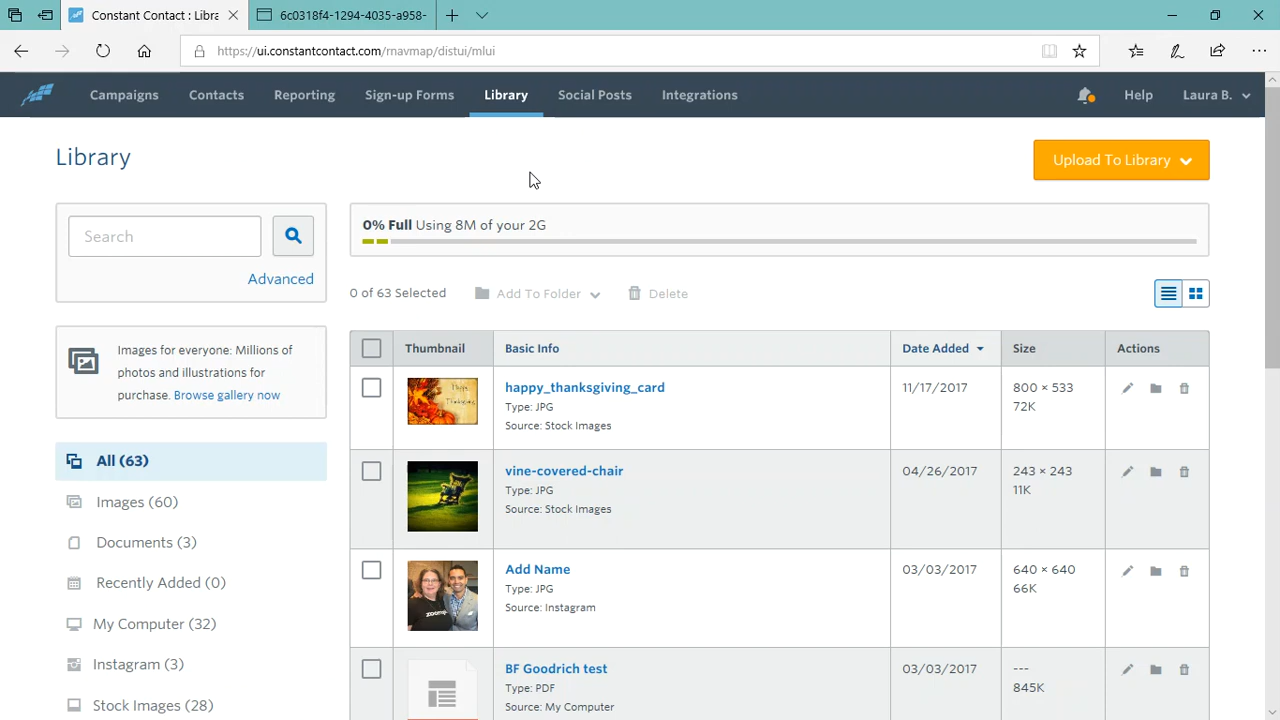 Constant Contact : Libra
6c0318f4-1294-4035-a958-
https://ui.constantcontact.com/rnavmap/distui/mlui
Campaigns Contacts Reporting Sign-up Forms Library Social Posts Integrations Help Laura B.
Library
Upload To Library
Search
Advanced
0% Full Using 8M of your 2G
0 of 63 Selected Add To Folder Delete
Images for everyone: Millions of
photos and illustrations for
purchase. Browse gallery now
All (63)
Images (60)
Documents (3)
Recently Added (0)
My Computer (32)
Instagram (3)
Stock Images (28)
Thumbnail Basic Info Date Added Size Actions
happy_thanksgiving_card 11/17/2017 800 × 533
Type: JPG 72K
Source: Stock Images
Happy
Thanksgiving
vine-covered-chair 04/26/2017 243 × 243
Type: JPG 11K
Source: Stock Images
Add Name 03/03/2017 640 × 640
Type: JPG 66K
Source: Instagram
BF Goodrich test 03/03/2017 ---
Type: PDF 845K
Source: My Computer